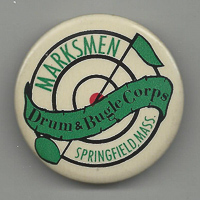 MARKSMEN
Drum & Bugle Corps
SPRINGFIELD, MASS.